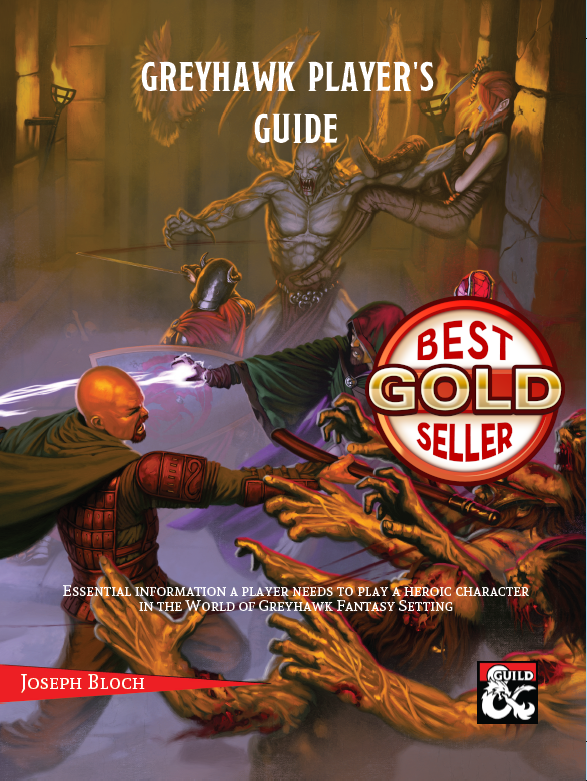 GREYHAWK PLAYER'S
GUIDE
BEST
GOLD
SELLER
Essential information a player needs to play a heroic character
in the World of Greyhawk Fantasy Setting
Joseph Bloch
GUILD